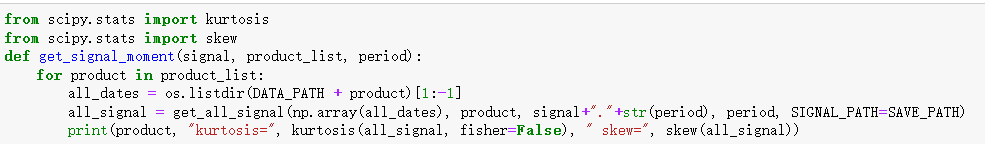 from scipy.stats import kurtosis
from scipy.stats import skew
def get_signal_moment(signal, product_list, period):
    for product in product_list:
        all_dates = os.listdir(DATA_PATH + product)[1:-1]
        all_signal = get_all_signal(np.array(all_dates), product, signal+"."+str(period), period, SIGNAL_PATH=SAVE_PATH)
        print(product, "kurtosis=", kurtosis(all_signal, fisher=False), " skew=", skew(all_signal))